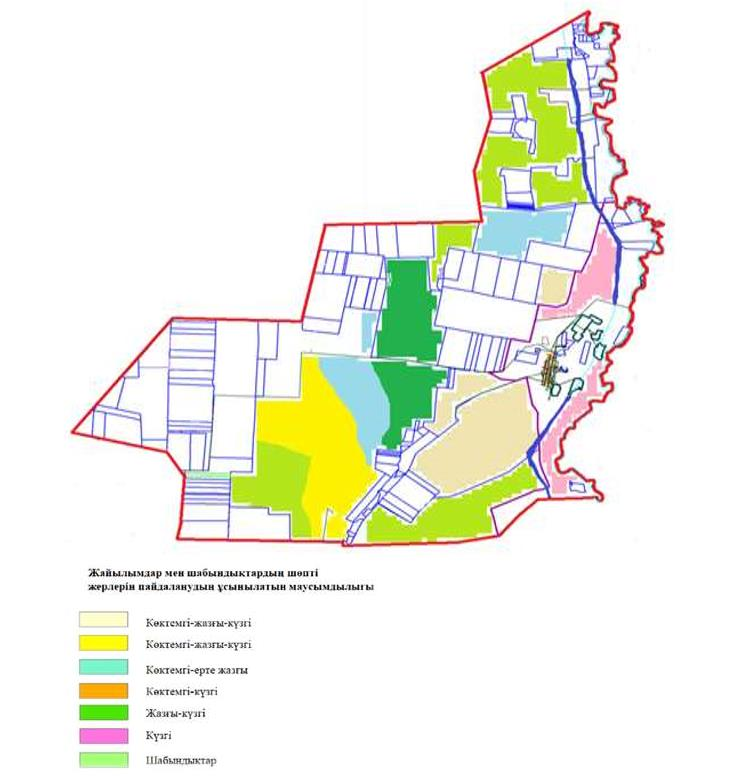 Жайылымдар мен шабындықтардың шөпті
жерлерін пайдаланудың ұсынылатын маусымдылығы
Көктемгі-жазғы-күзгі
Көктемгі-жазғы-күзгі
Көктемгі-ерте жазғы
Көктемгі-күзгі
Жазғы-күзгі
Күзгі
Шабындықтар